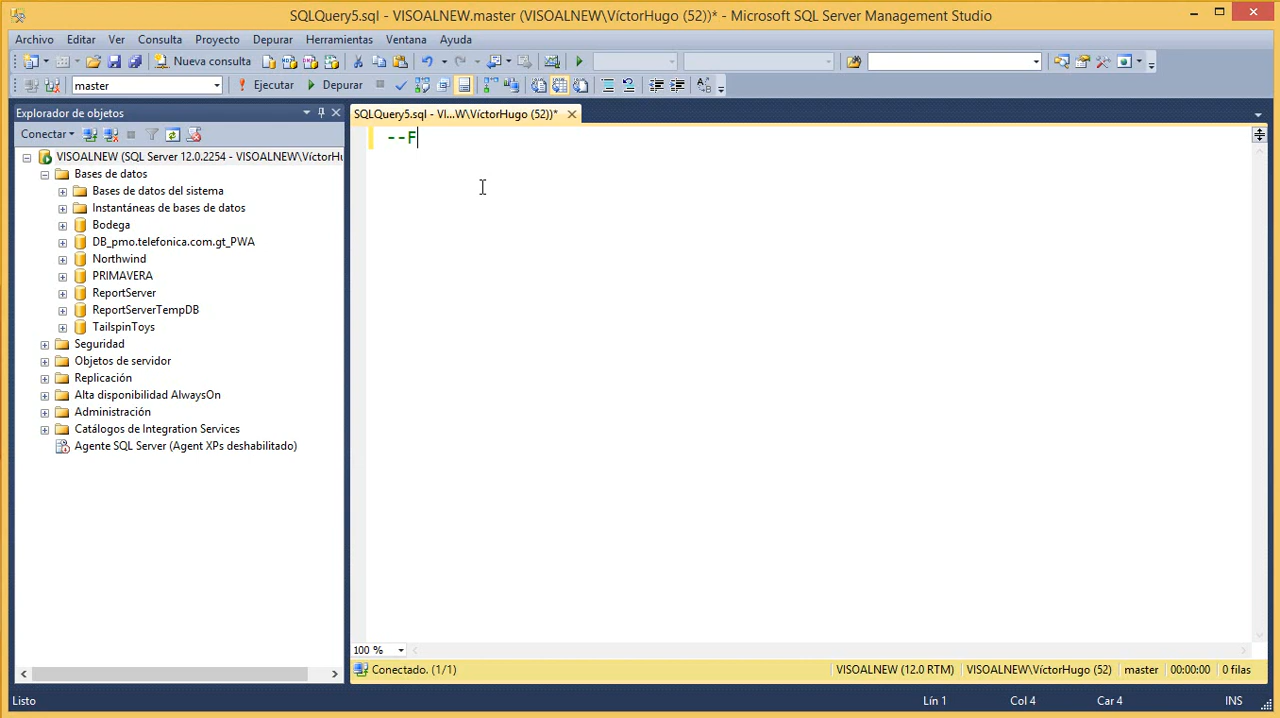 SQLQuery5.sql - VISOALNEW.master (VISOALNEW\VíctorHugo (52))* - Microsoft SQL Server Management Studio
Archivo Editar Ver Consulta Proyecto Depurar Herramientas Ventana Ayuda
Nueva consulta
master Ejecutar Depurar
Explorador de objetos
SQLQuery5.sql - VI...W\VíctorHugo (52))*
Conectar
--F
VISOALNEW (SQL Server 12.0.2254 - VISOALNEW\VíctorHu
Bases de datos
Bases de datos del sistema
Instantáneas de bases de datos
Bodega
DB_pmo.telefonica.com.gt_PWA
Northwind
PRIMAVERA
ReportServer
ReportServerTempDB
TailspinToys
Seguridad
Objetos de servidor
Replicación
Alta disponibilidad AlwaysOn
Administración
Catálogos de Integration Services
Agente SQL Server (Agent XPs deshabilitado)
100 %
Conectado. (1/1) VISOALNEW (12.0 RTM) VISOALNEW\VíctorHugo (52) master 00:00:00 0 filas
Listo Lín 1 Col 4 Car 4 INS